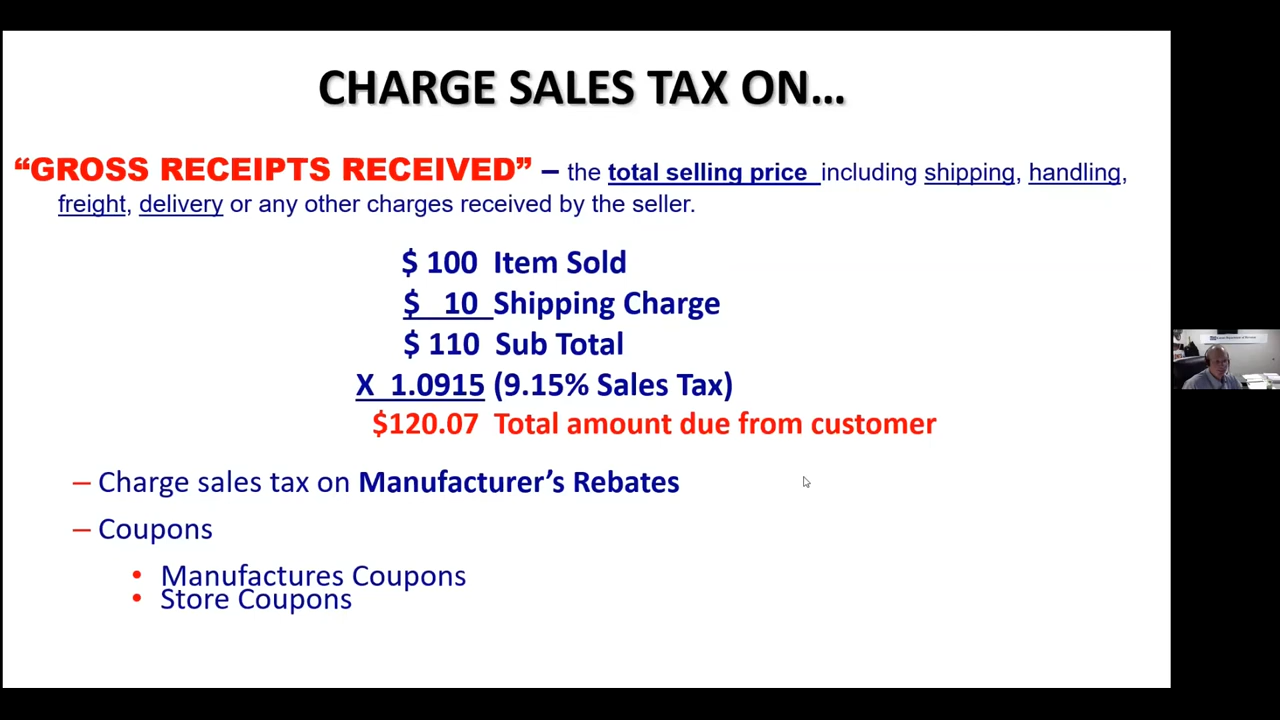 CHARGE SALES TAX ON…
“GROSS RECEIPTS RECEIVED” – the total selling price including shipping, handling,
freight, delivery or any other charges received by the seller.
$ 100 Item Sold
$ 10 Shipping Charge
$ 110 Sub Total
X 1.0915 (9.15% Sales Tax)
$120.07 Total amount due from customer
– Charge sales tax on Manufacturer’s Rebates
– Coupons
• Manufactures Coupons
• Store Coupons